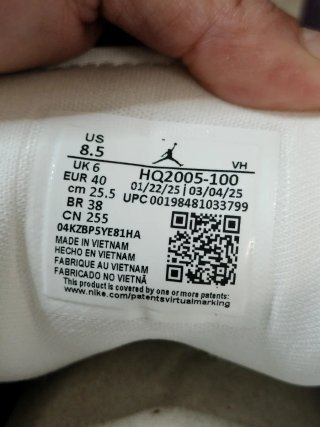 US
8.5
UK 6
EUR 40
cm 25.5
BR 38
CN 255
VH
HQ2005-100
01/22/25 | 03/04/25
UPC 00198481033799
04KZBP5YE81HA
MADE IN VIETNAM
HECHO EN VIETNAM
FABRIQUE AU VIETNAM
FABRICADO NO VIETNÃ
This product is covered by one or more patents:
www.nike.com/patentsvirtualmarking